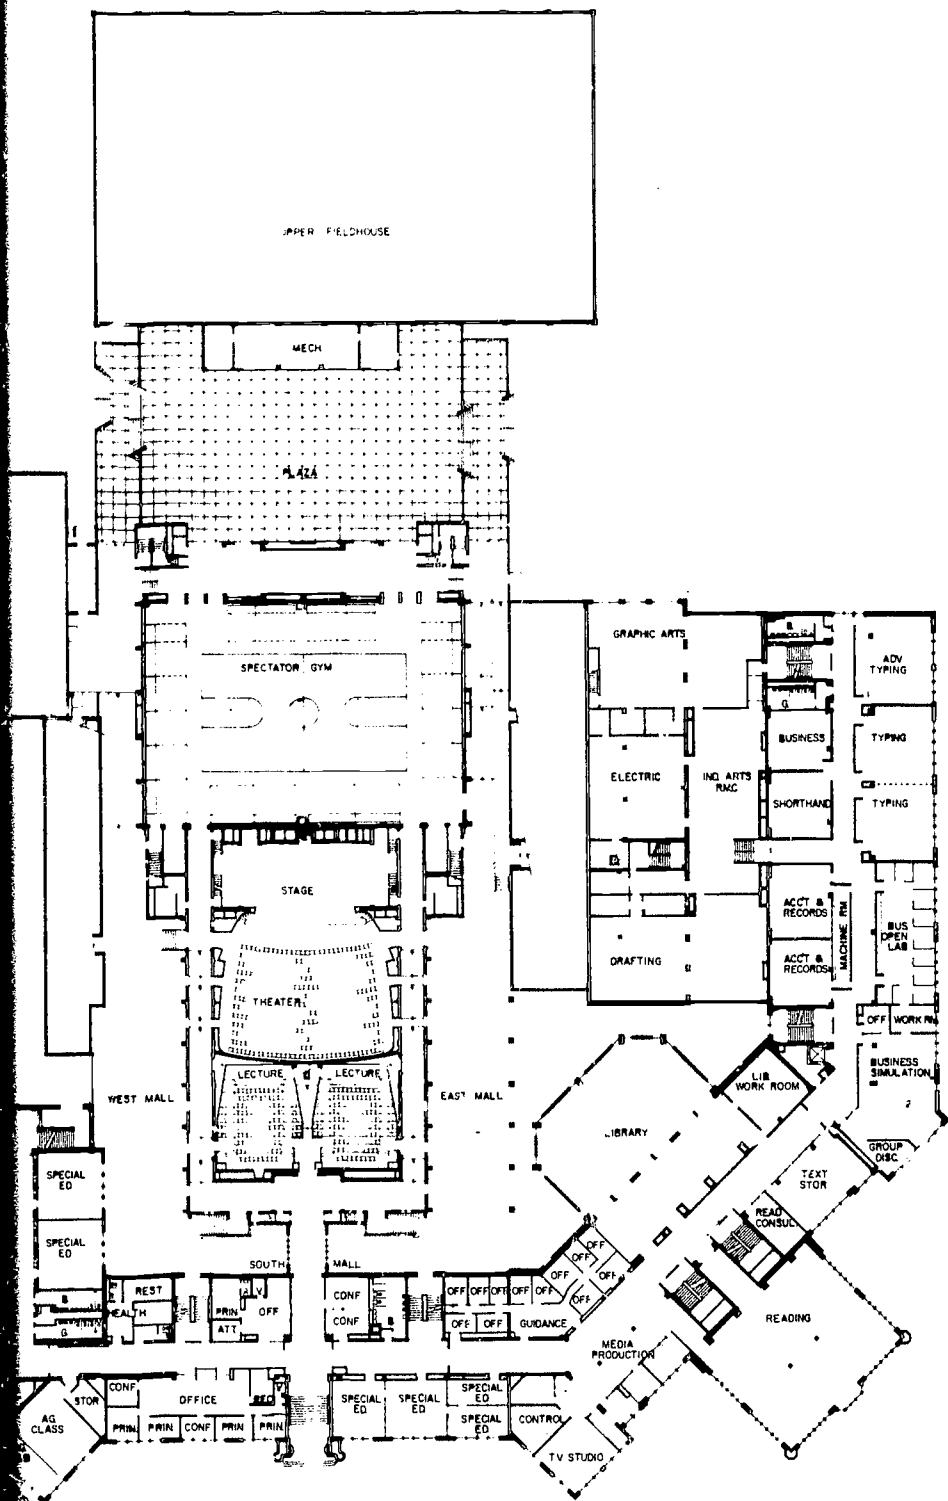 UPPER FIELDHOUSE
MECH
PLAZA
SPECTATOR GYM
STAGE
THEATER
LECTURE
LECTURE
WEST MALL
EAST MALL
SOUTH MALL
GRAPHIC ARTS
ELECTRIC
IND. ARTS
RMC
DRAFTING
B
G
BUSINESS
SHORTHAND
ADV
TYPING
TYPING
TYPING
ACC'T &
RECORDS
ACC'T &
RECORDS
MACHINE RM
BUS
OPEN
LAB
OFF
WORK RM
BUSINESS
SIMULATION
GROUP
DISC
LIB
WORK ROOM
LIBRARY
TEXT
STOR
READ
CONSUL
READING
SPECIAL
ED
SPECIAL
ED
B
G
REST
HEALTH
PRIN
OFF
V
ATT
CONF
CONF
B
OFF
OFF
OFF
OFF
OFF
OFF
OFF
GUIDANCE
OFF
OFF
OFF
OFF
OFF
MEDIA
PRODUCTION
CONTROL
TV STUDIO
SPECIAL
ED
SPECIAL
ED
SPECIAL
ED
SPECIAL
ED
CONF
OFFICE
REC
V
PRIN
PRIN
CONF
PRIN
PRIN
STOR
AG
CLASS